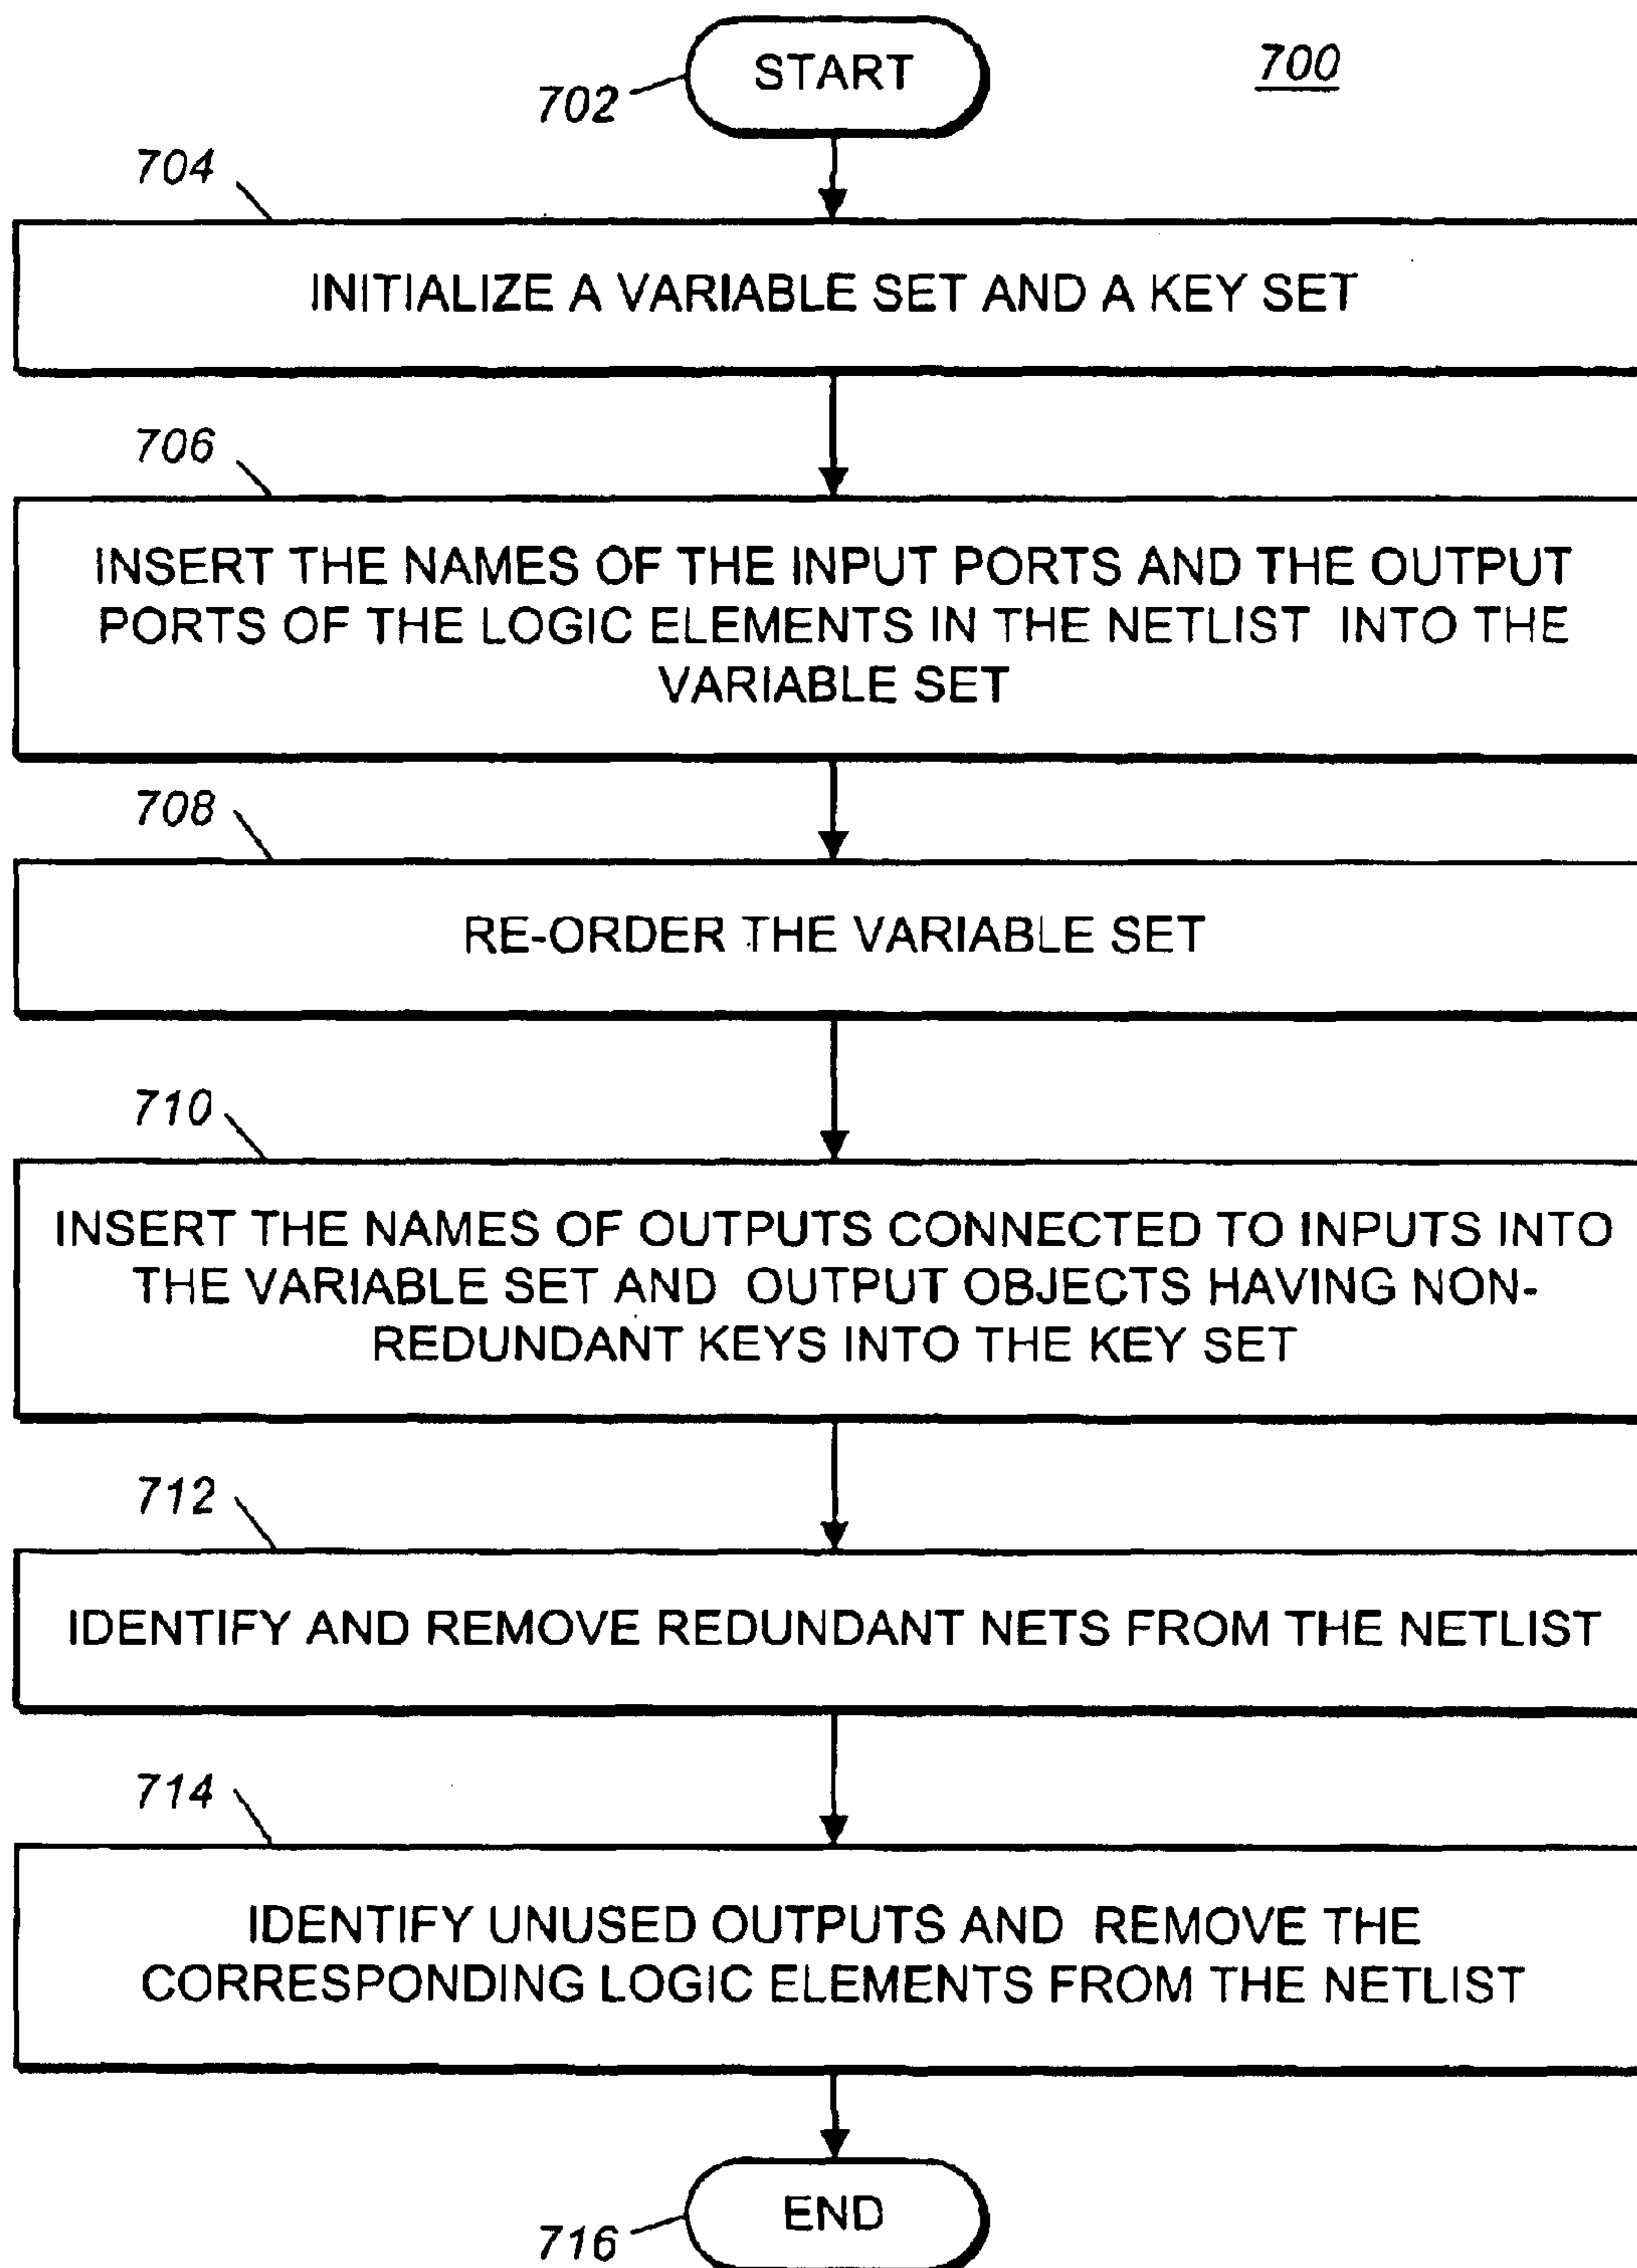 START
700
702
704
INITIALIZE A VARIABLE SET AND A KEY SET
706
INSERT THE NAMES OF THE INPUT PORTS AND THE OUTPUT
PORTS OF THE LOGIC ELEMENTS IN THE NETLIST INTO THE
VARIABLE SET
708
RE-ORDER THE VARIABLE SET
710
INSERT THE NAMES OF OUTPUTS CONNECTED TO INPUTS INTO
THE VARIABLE SET AND OUTPUT OBJECTS HAVING NON-
REDUNDANT KEYS INTO THE KEY SET
712
IDENTIFY AND REMOVE REDUNDANT NETS FROM THE NETLIST
714
IDENTIFY UNUSED OUTPUTS AND REMOVE THE
CORRESPONDING LOGIC ELEMENTS FROM THE NETLIST
END
716